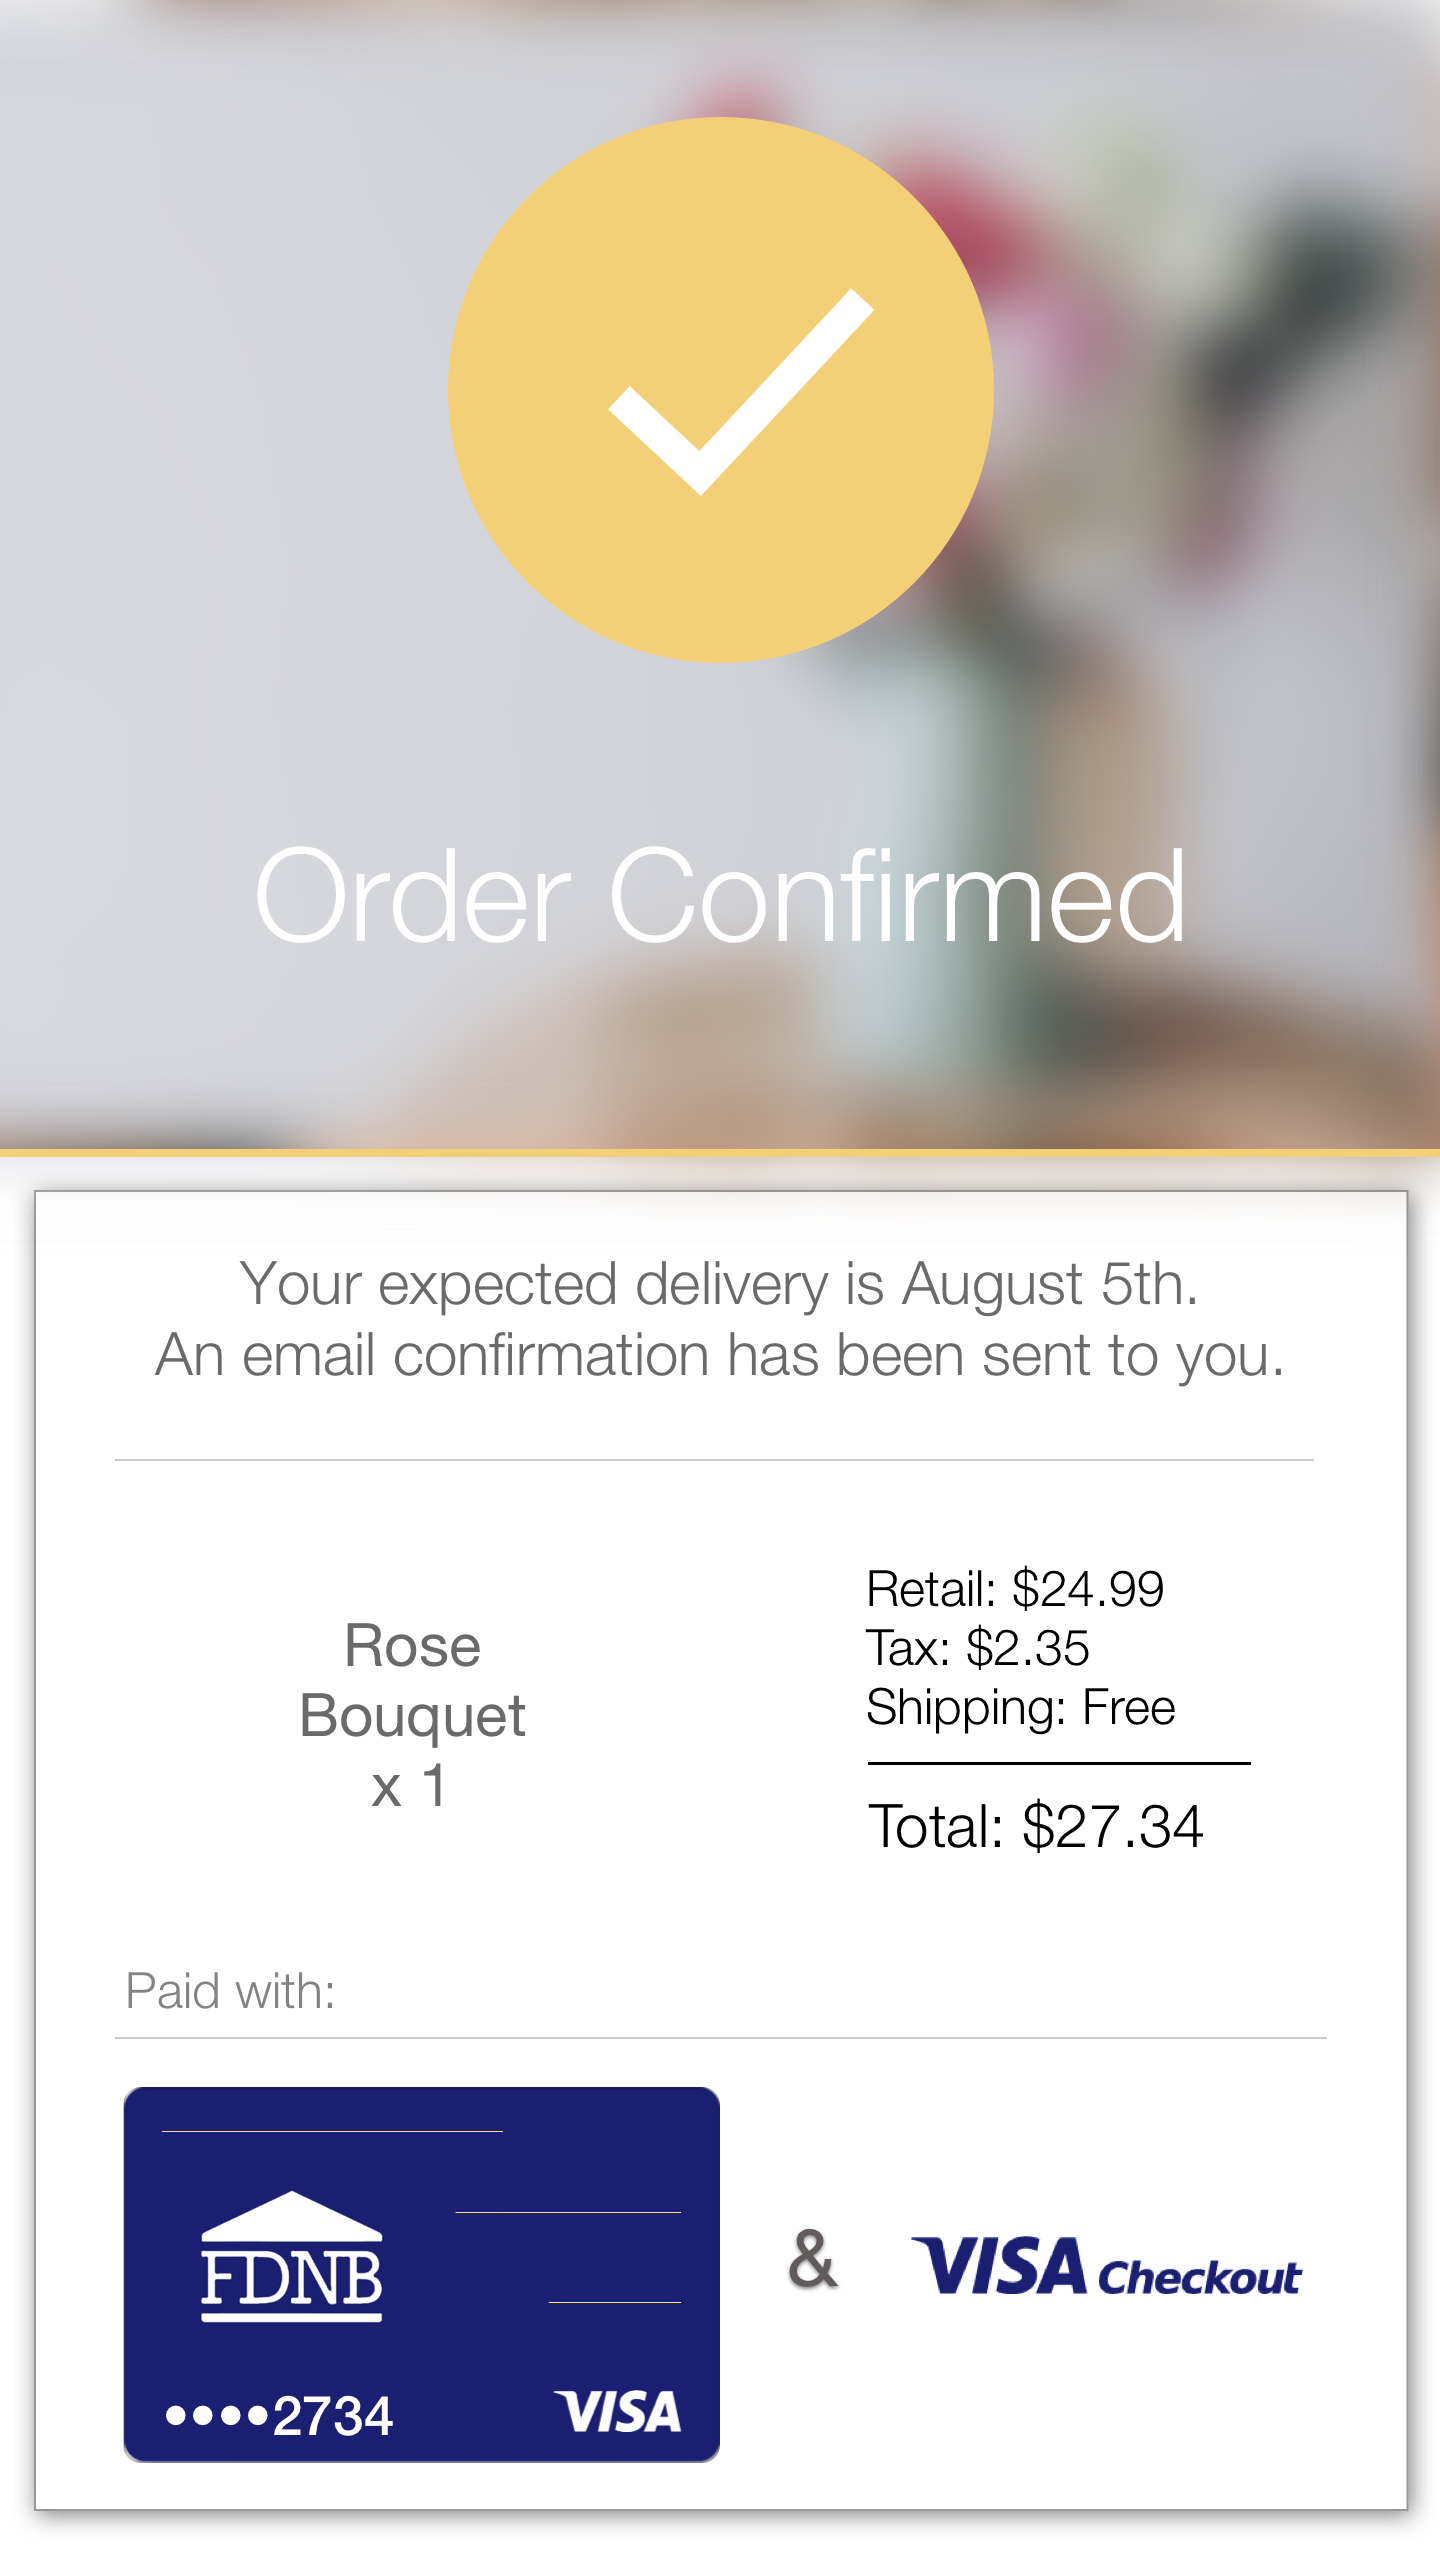 Order Confirmed
Your expected delivery is August 5th.
An email confirmation has been sent to you.
Rose
Bouquet
x 1
Retail: $24.99
Tax: $2.35
Shipping: Free
Total: $27.34
Paid with:
FDNB
••••2734
VISA
&
VISA Checkout